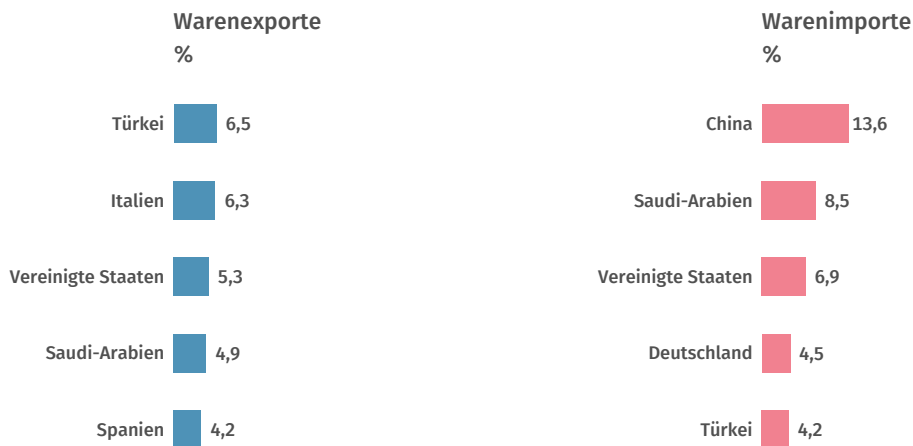 Warenexporte
%
Türkei 6,5
Italien 6,3
Vereinigte Staaten 5,3
Saudi-Arabien 4,9
Spanien 4,2
Warenimporte
%
China 13,6
Saudi-Arabien 8,5
Vereinigte Staaten 6,9
Deutschland 4,5
Türkei 4,2